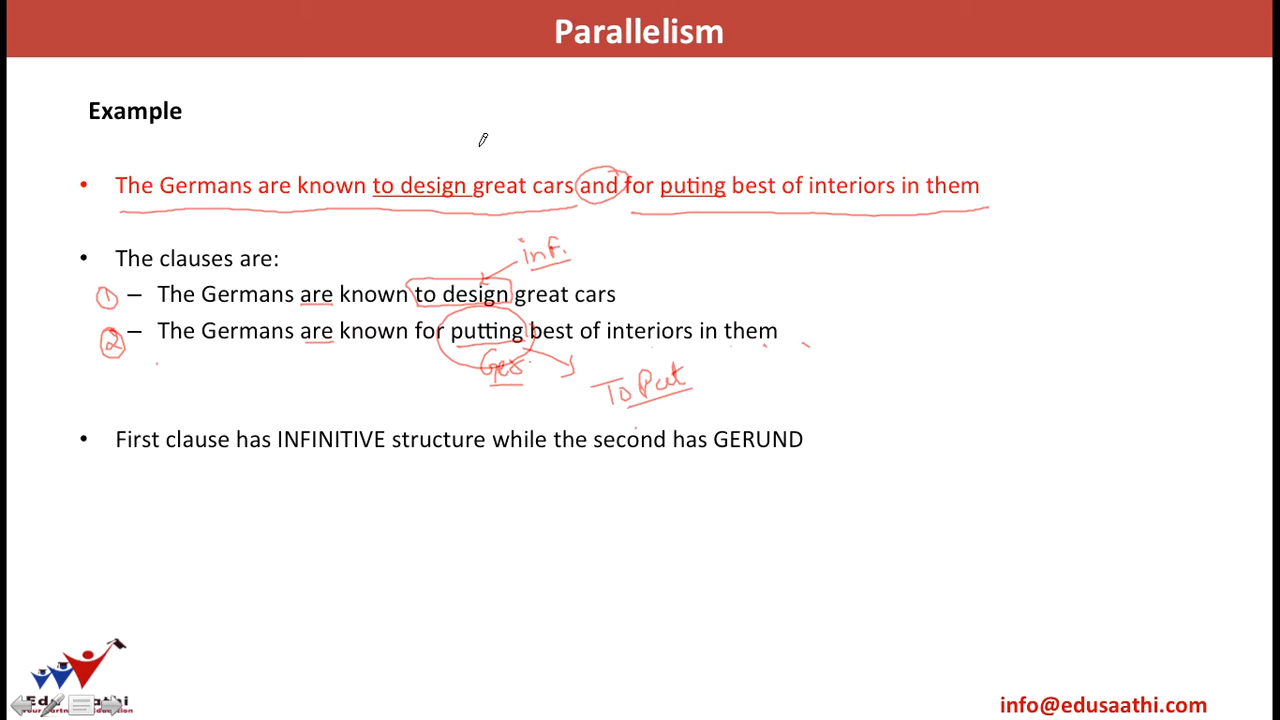 Parallelism
Example
• The Germans are known to design great cars and for puting best of interiors in them
• The clauses are:
inf.
① – The Germans are known to design great cars
② – The Germans are known for putting best of interiors in them
Ger.
To Put
• First clause has INFINITIVE structure while the second has GERUND
info@edusaathi.com